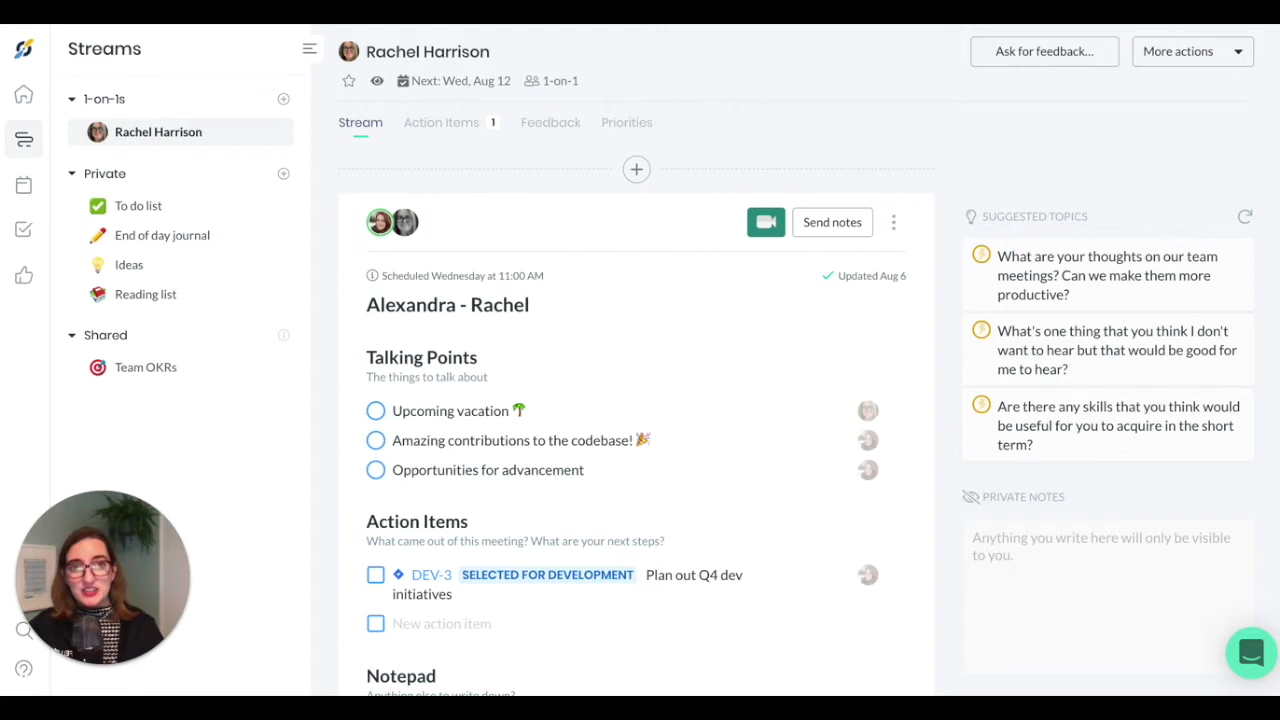 Streams
1-on-1s
Rachel Harrison
Private
To do list
End of day journal
Ideas
Reading list
Shared
Team OKRs
Rachel Harrison
Next: Wed, Aug 12
1-on-1
Ask for feedback...
More actions
Stream
Action Items 1
Feedback
Priorities
Send notes
Scheduled Wednesday at 11:00 AM
Updated Aug 6
Alexandra - Rachel
Talking Points
The things to talk about
Upcoming vacation 🌴
Amazing contributions to the codebase! 🎉
Opportunities for advancement
Action Items
What came out of this meeting? What are your next steps?
DEV-3 SELECTED FOR DEVELOPMENT Plan out Q4 dev
initiatives
New action item
Notepad
Anything else to write down?
SUGGESTED TOPICS
What are your thoughts on our team
meetings? Can we make them more
productive?
What's one thing that you think I don't
want to hear but that would be good for
me to hear?
Are there any skills that you think would
be useful for you to acquire in the short
term?
PRIVATE NOTES
Anything you write here will only be visible
to you.